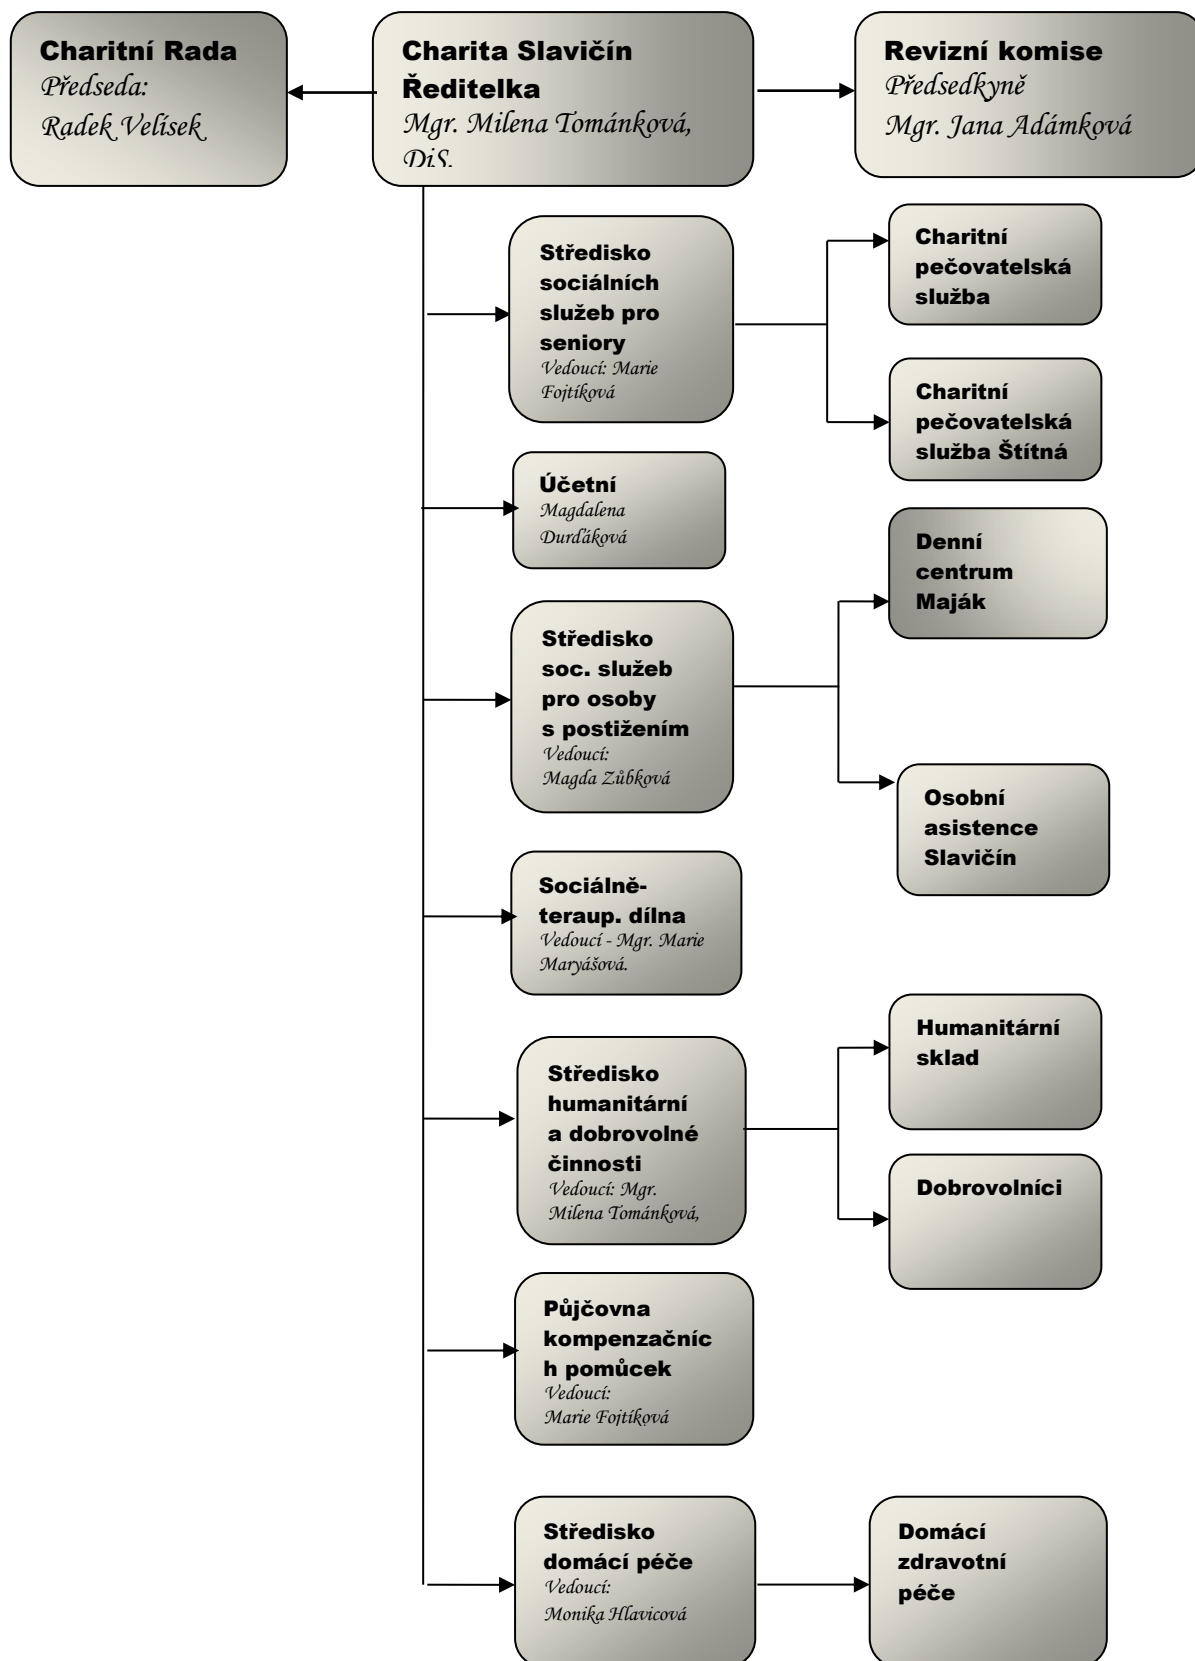 Charitní Rada
Předseda:
Radek Velísek
Charita Slavičín
Ředitelka
Mgr. Milena Tománková,
DiS.
Revizní komise
Předsedkyně
Mgr. Jana Adámková
Středisko
sociálních
služeb pro
seniory
Vedoucí: Marie
Fojtíková
Charitní
pečovatelská
služba
Charitní
pečovatelská
služba Štítná
Účetní
Magdalena
Durďáková
Středisko
soc. služeb
pro osoby
s postižením
Vedoucí:
Magda Zůbková
Denní
centrum
Maják
Osobní
asistence
Slavičín
Sociálně-
teraup. dílna
Vedoucí - Mgr. Marie
Maryášová.
Středisko
humanitární
a dobrovolné
činnosti
Vedoucí: Mgr.
Milena Tománková,
Humanitární
sklad
Dobrovolníci
Půjčovna
kompenzačníc
h pomůcek
Vedoucí:
Marie Fojtíková
Středisko
domácí péče
Vedoucí:
Monika Hlavicová
Domácí
zdravotní
péče